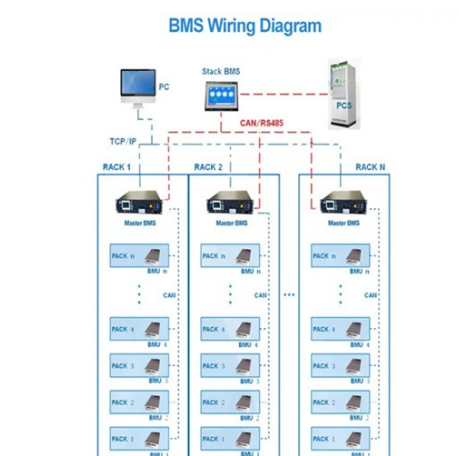 BMS Wiring Diagram
Stack BMS
PC
PCS
CAN/RS485
TCP/IP
RACK 1
RACK 2
RACK N
Master BMS
Master BMS
Master BMS
PACK n
PACK n
PACK n
BMU n
BMU n
BMU n
CAN
CAN
CAN
...
PACK 4
PACK 4
PACK 4
BMU 4
BMU 4
BMU 4
PACK 3
PACK 3
PACK 3
BMU 3
BMU 3
BMU 3
PACK 2
PACK 2
PACK 2
BMU 2
BMU 2
BMU 2
PACK 1
PACK 1
PACK 1
BMU 1
BMU 1
BMU 1